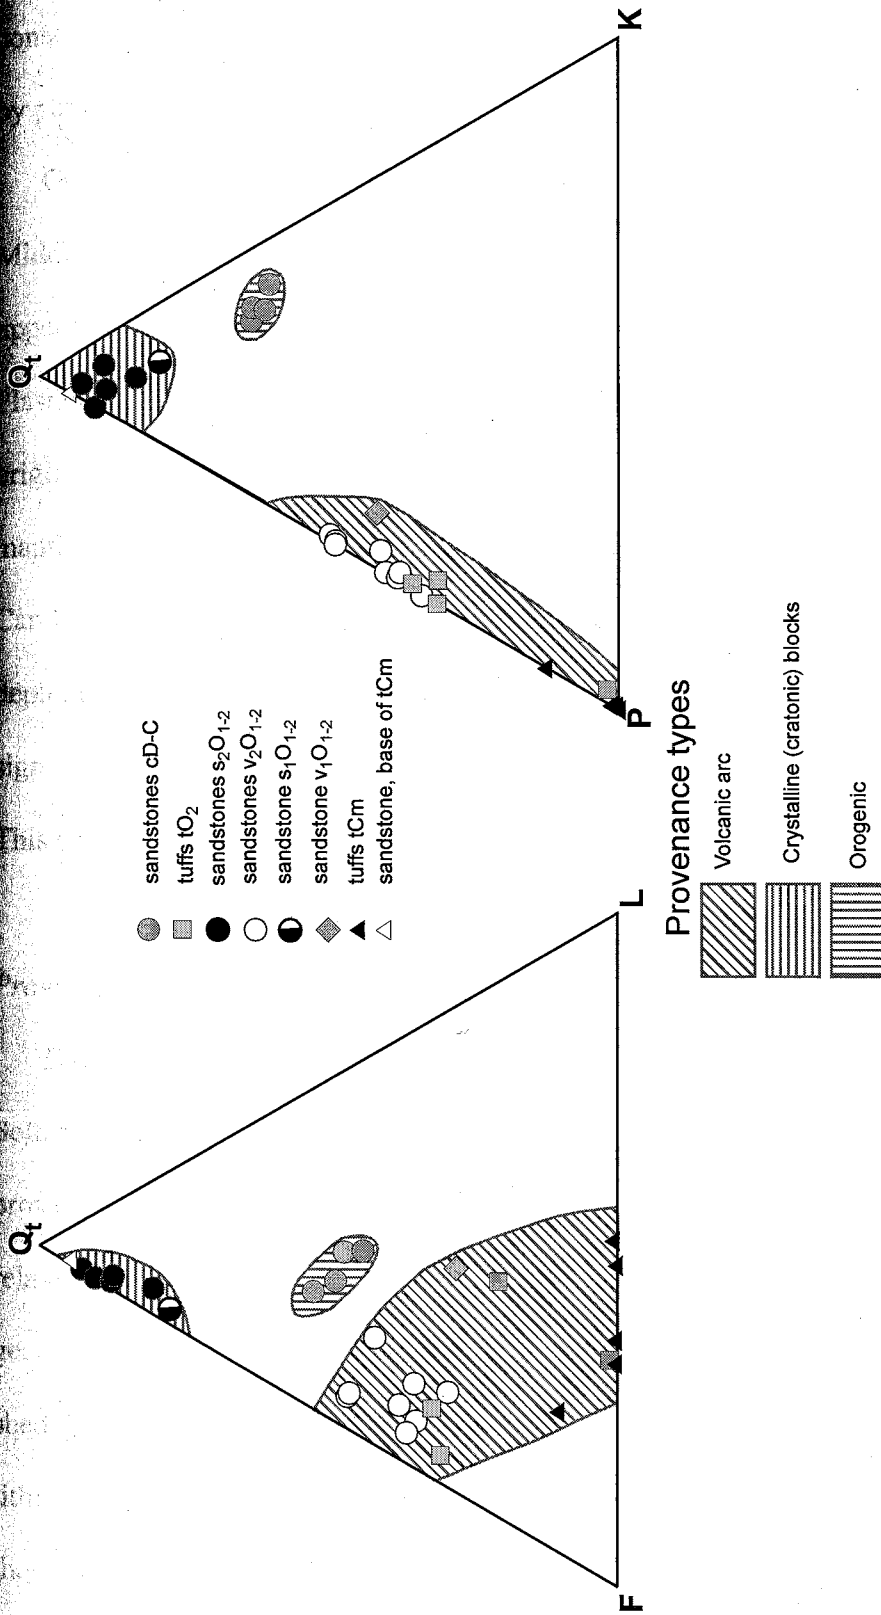 Qt
F
L
Qt
P
K
sandstones cD-C
tuffs tO2
sandstones s2O1-2
sandstones v2O1-2
sandstone s1O1-2
sandstone v1O1-2
tuffs tCm
sandstone, base of tCm
Provenance types
Volcanic arc
Crystalline (cratonic) blocks
Orogenic
This